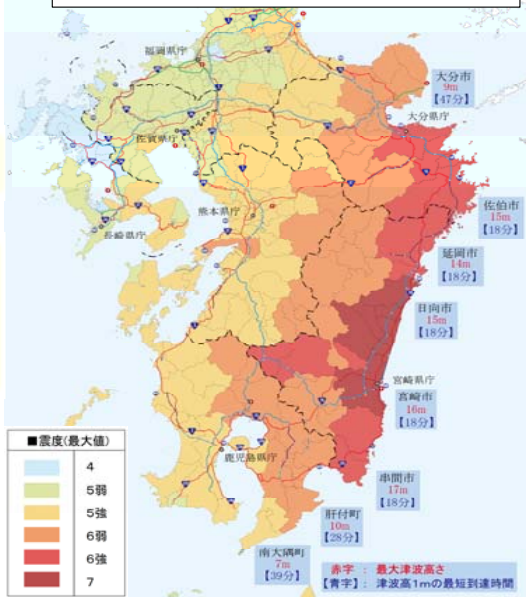 福岡県庁
大分市
9m
【47分】
大分県庁
佐賀県庁
佐伯市
15m
【18分】
熊本県庁
長崎県庁
延岡市
14m
【18分】
日向市
15m
【18分】
宮崎県庁
宮崎市
16m
【18分】
鹿児島県庁
串間市
17m
【18分】
肝付町
10m
【28分】
南大隅町
7m
【39分】
■震度(最大値)
4
5弱
5強
6弱
6強
7
赤字 : 最大津波高さ
【青字】: 津波高1mの最短到達時間